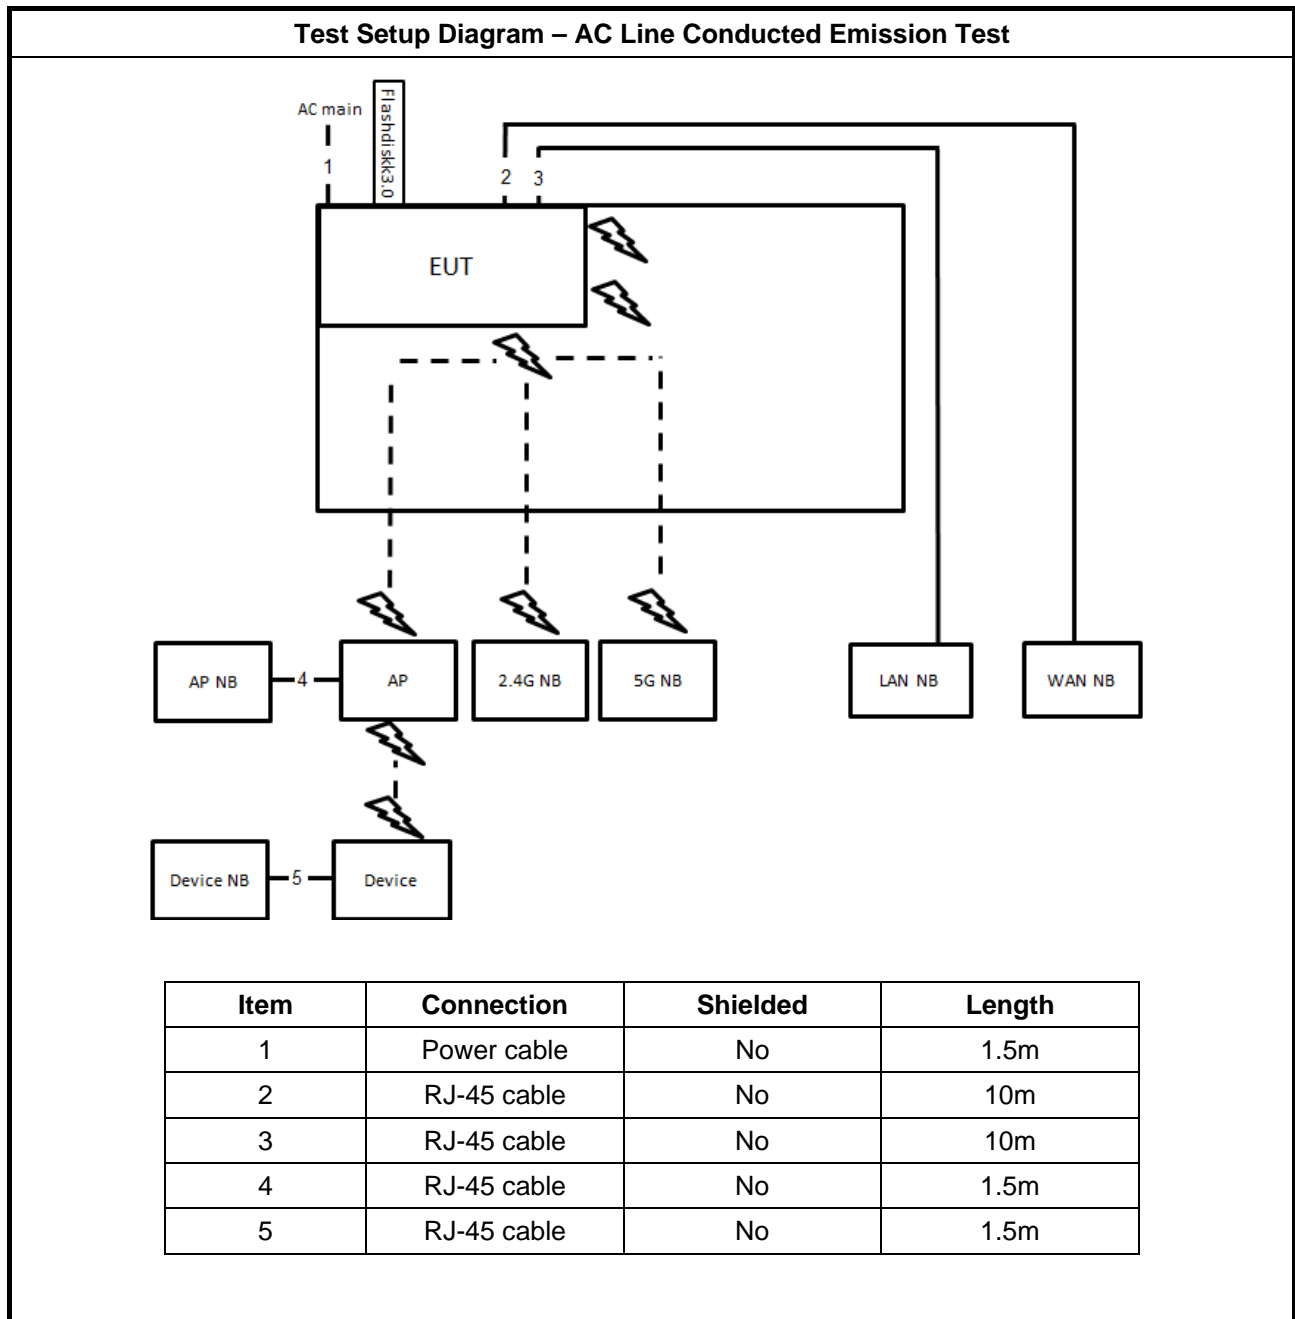 Test Setup Diagram – AC Line Conducted Emission Test
AC main
Flashdiskk3.0
1
2
3
EUT
AP NB
4
AP
2.4G NB
5G NB
LAN NB
WAN NB
Device NB
5
Device
Item Connection Shielded Length
1 Power cable No 1.5m
2 RJ-45 cable No 10m
3 RJ-45 cable No 10m
4 RJ-45 cable No 1.5m
5 RJ-45 cable No 1.5m